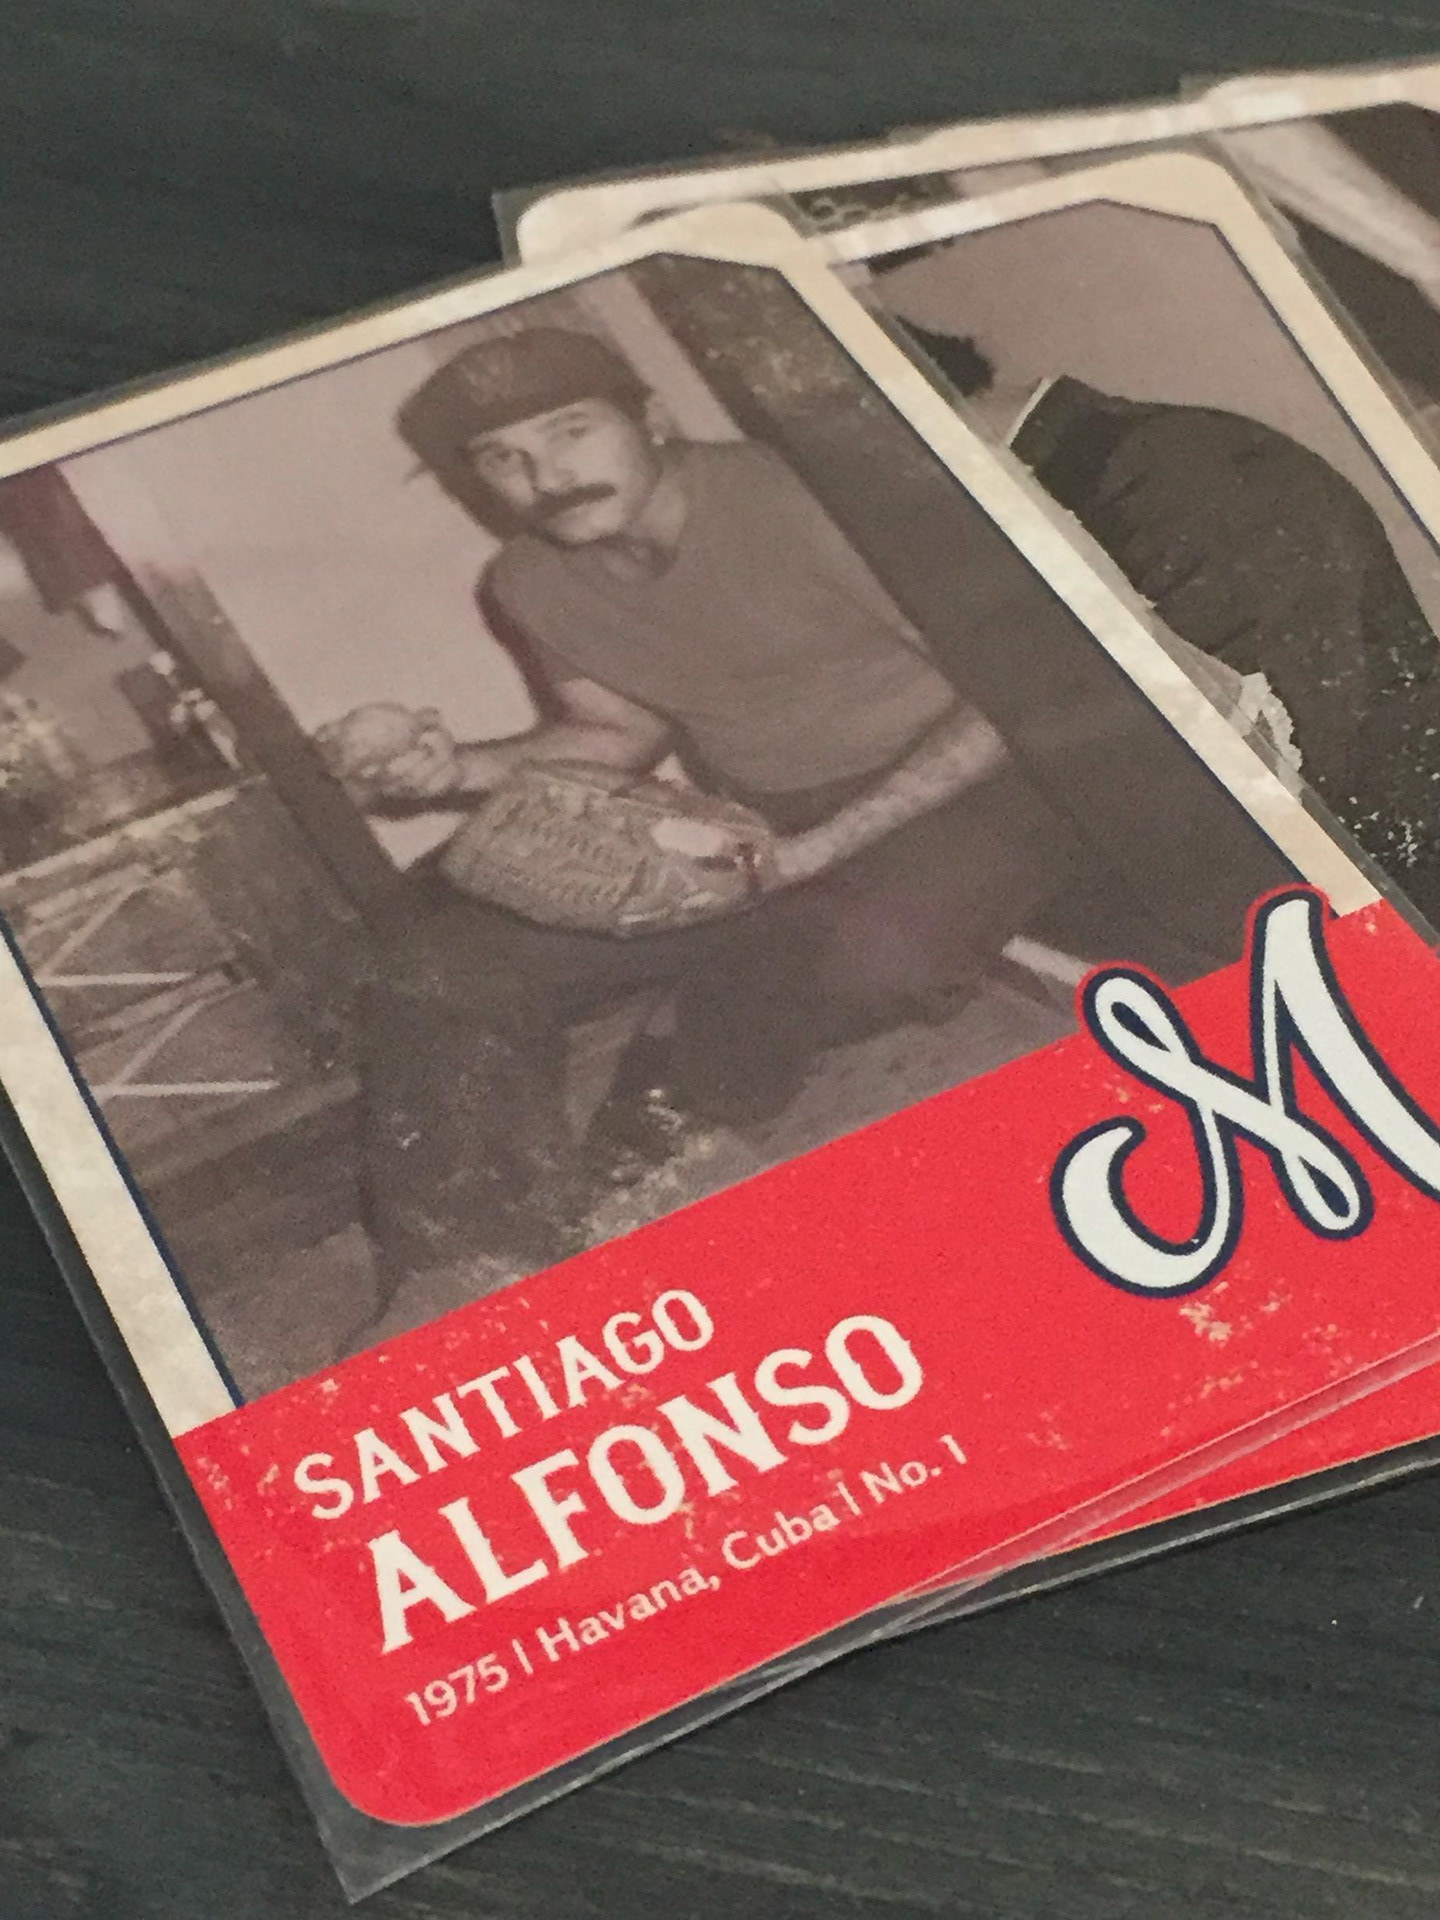 M
SANTIAGO
ALFONSO
1975 | Havana, Cuba | No. 1